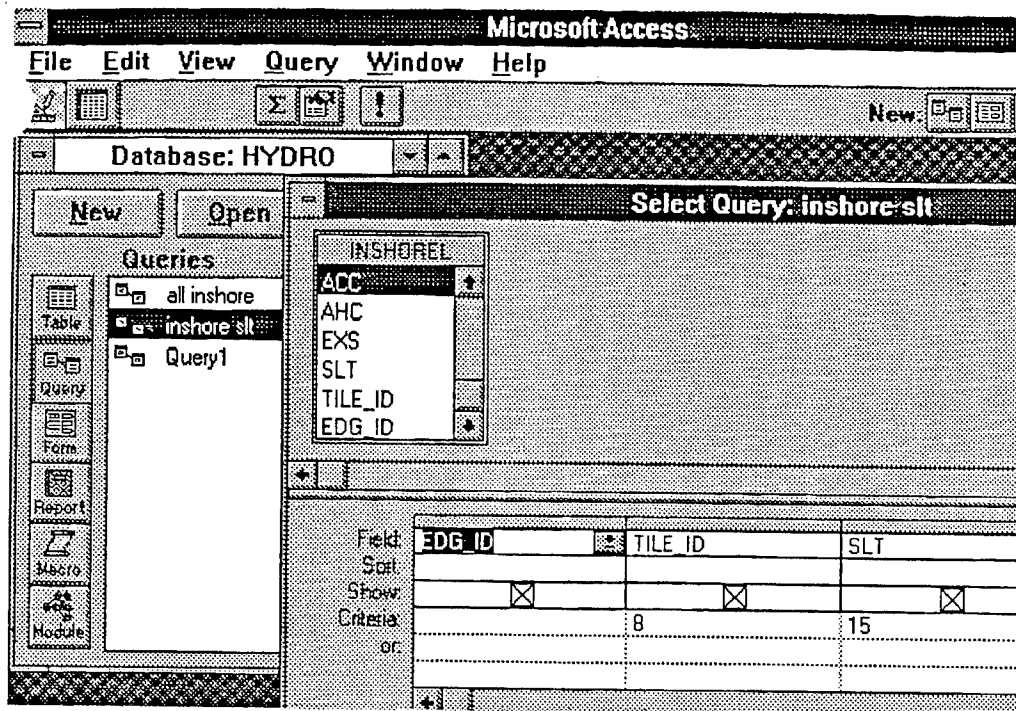 Microsoft Access
File Edit View Query Window Help
Σ ! New:
Database: HYDRO
New Open
Select Query: inshore slt
Queries
Table
Query
Form
Report
Macro
Module
all inshore
inshore slt
Query1
INSHOREL
ACC
AHC
EXS
SLT
TILE_ID
EDG_ID
Field: EDG_ID TILE_ID SLT
Sort:
Show:
Criteria: 8 15
or: